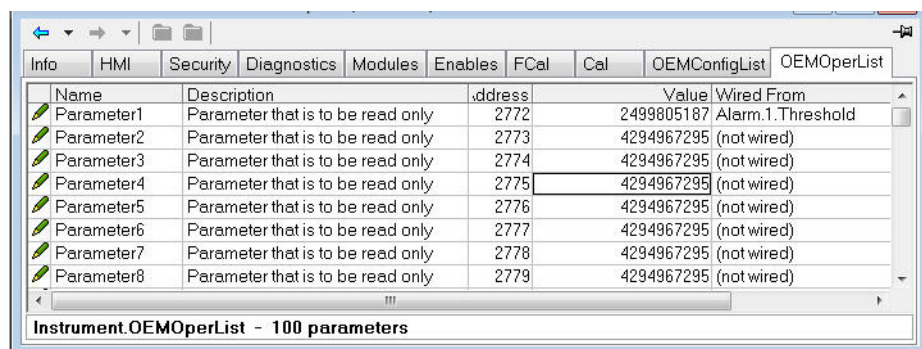 Info HMI Security Diagnostics Modules Enables FCal Cal OEMConfigList OEMOperList
Name Description ddress Value Wired From
Parameter1 Parameter that is to be read only 2772 2499805187 Alarm.1.Threshold
Parameter2 Parameter that is to be read only 2773 4294967295 (not wired)
Parameter3 Parameter that is to be read only 2774 4294967295 (not wired)
Parameter4 Parameter that is to be read only 2775 4294967295 (not wired)
Parameter5 Parameter that is to be read only 2776 4294967295 (not wired)
Parameter6 Parameter that is to be read only 2777 4294967295 (not wired)
Parameter7 Parameter that is to be read only 2778 4294967295 (not wired)
Parameter8 Parameter that is to be read only 2779 4294967295 (not wired)
Instrument.OEMOperList - 100 parameters